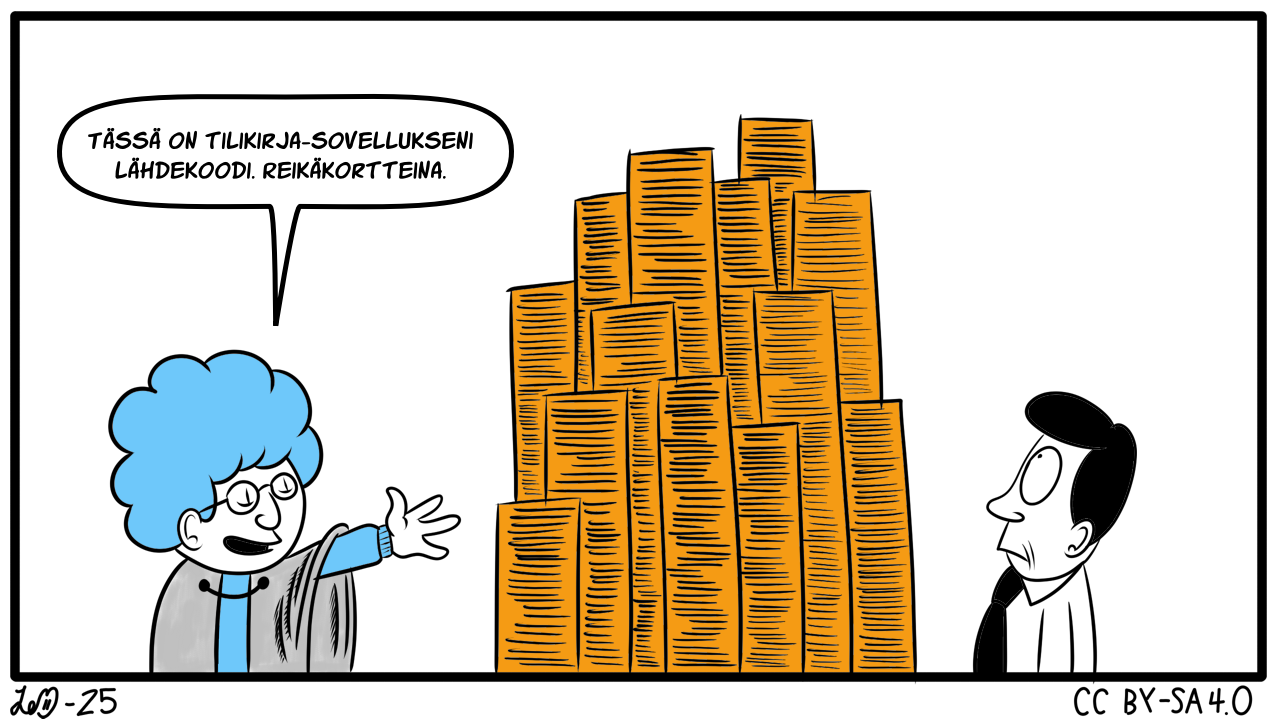 TÄSSÄ ON TILIKIRJA-SOVELLUKSENI
LÄHDEKOODI. REIKÄKORTTEINA.
-25
CC BY-SA 4.0